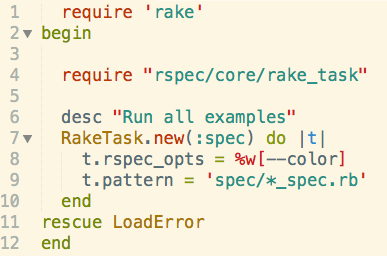 1 require 'rake'
2 begin
3
4 require "rspec/core/rake_task"
5
6 desc "Run all examples"
7 RakeTask.new(:spec) do |t|
8 t.rspec_opts = %w[--color]
9 t.pattern = 'spec/*_spec.rb'
10 end
11 rescue LoadError
12 end